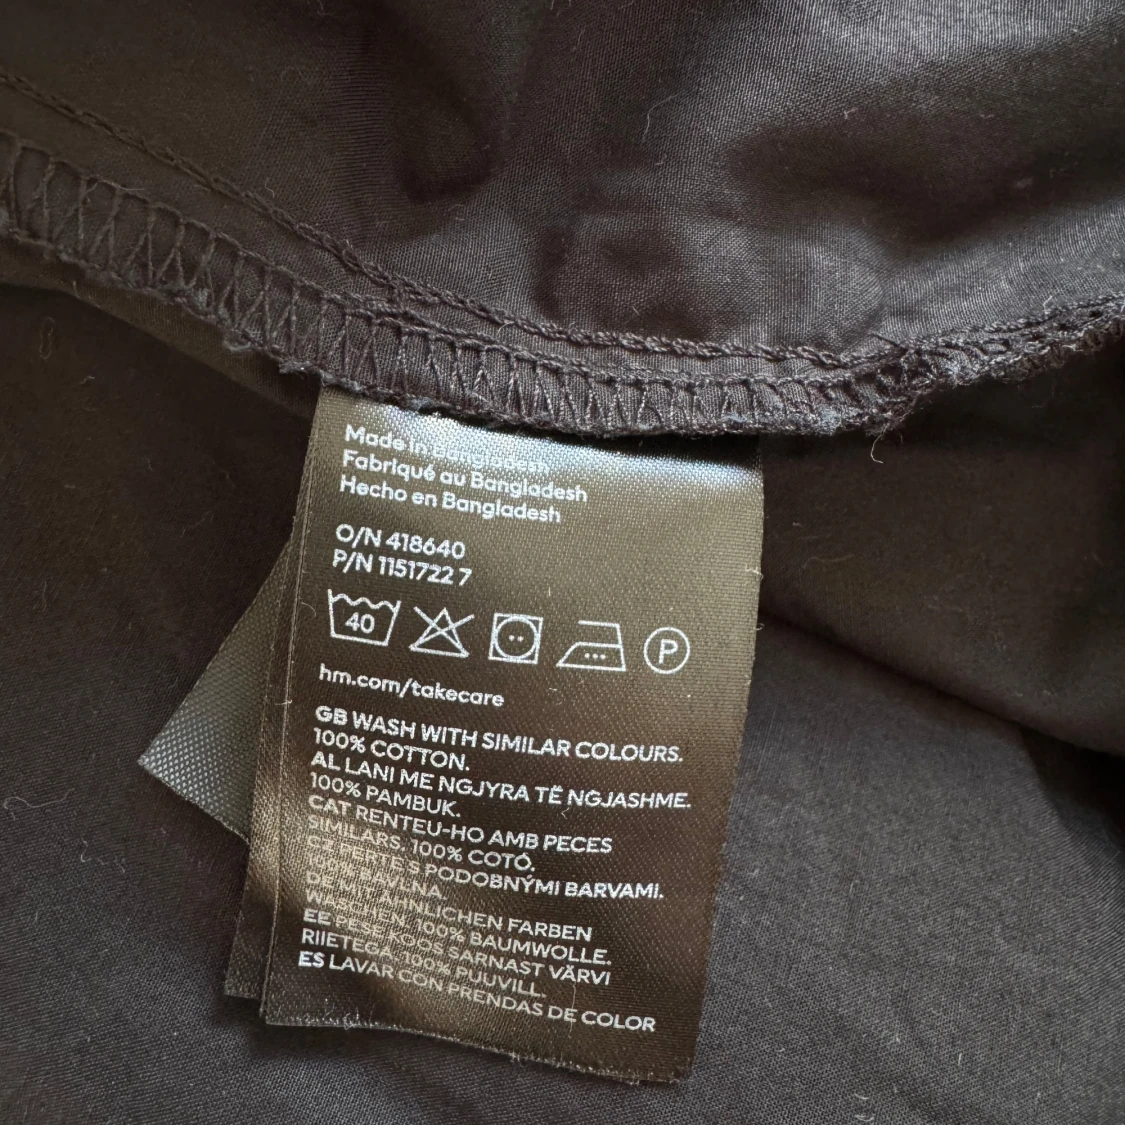 Made in Bangladesh
Fabriqué au Bangladesh
Hecho en Bangladesh
O/N 418640
P/N 1151722 7
40 P
hm.com/takecare
GB WASH WITH SIMILAR COLOURS.
100% COTTON.
AL LANI ME NGJYRA TË NGJASHME.
100% PAMBUK.
CAT RENTEU-HO AMB PECES
SIMILARS. 100% COTÓ.
CZ PERTE S PODOBNÝMI BARVAMI.
100% BAVLNA.
DE MIT ÄHNLICHEN FARBEN
WASCHEN. 100% BAUMWOLLE.
EE PESE KOOS SARNAST VÄRVI
RIIETEGA. 100% PUUVILL.
ES LAVAR CON PRENDAS DE COLOR